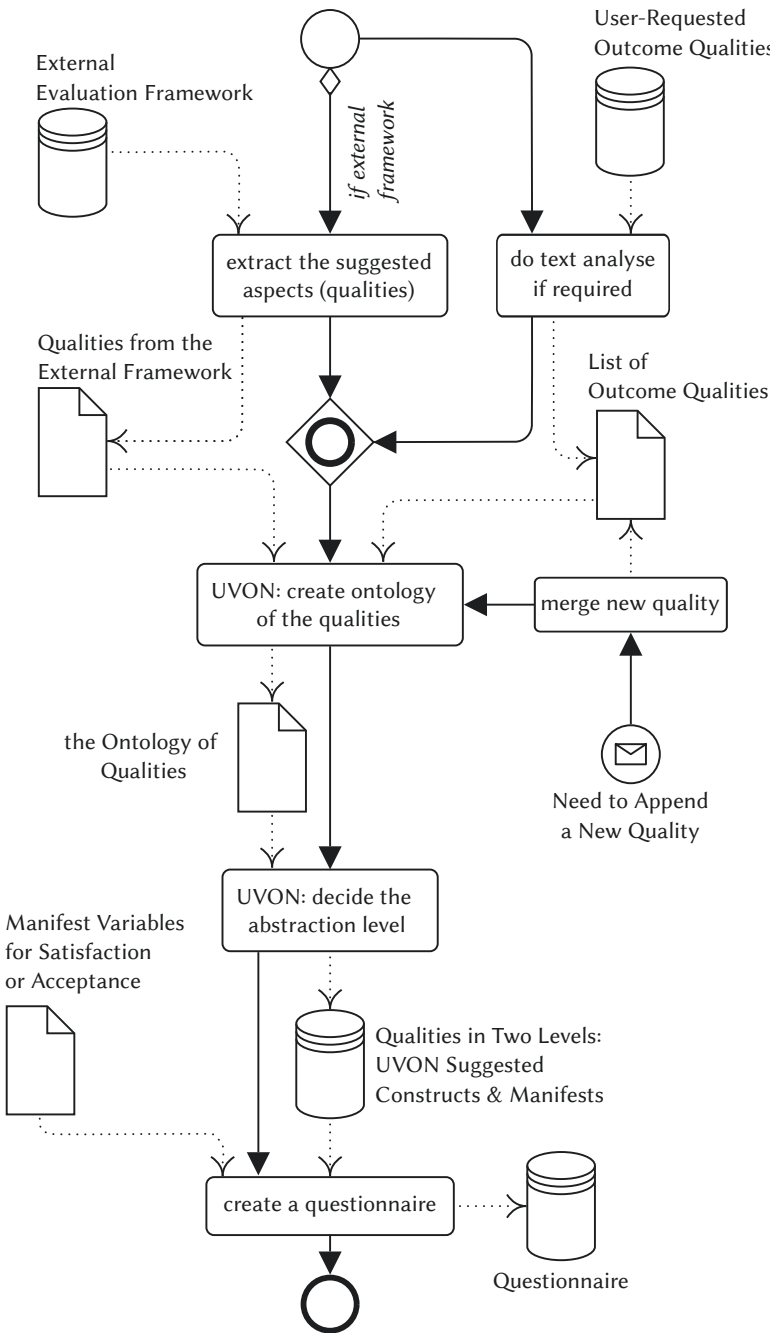 User-Requested
Outcome Qualities
External
Evaluation Framework
if external
framework
extract the suggested
aspects (qualities)
do text analyse
if required
Qualities from the
External Framework
List of
Outcome Qualities
UVON: create ontology
of the qualities
merge new quality
the Ontology of
Qualities
Need to Append
a New Quality
UVON: decide the
abstraction level
Manifest Variables
for Satisfaction
or Acceptance
Qualities in Two Levels:
UVON Suggested
Constructs & Manifests
create a questionnaire
Questionnaire